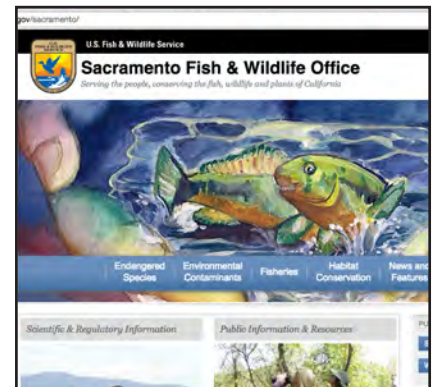 gov/sacramento/
U.S. Fish & Wildlife Service
Sacramento Fish & Wildlife Office
Serving the people, conserving the fish, wildlife and plants of California
Endangered Species
Environmental Contaminants
Fisheries
Habitat Conservation
News and Features
Scientific & Regulatory Information
Public Information & Resources